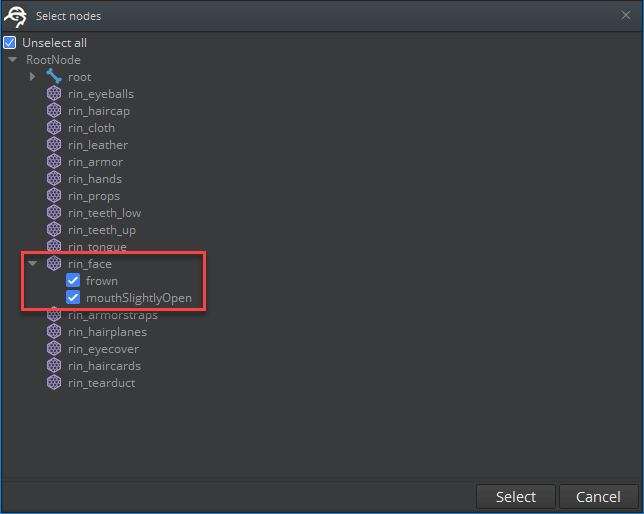 Select nodes
Unselect all
RootNode
root
rin_eyeballs
rin_haircap
rin_cloth
rin_leather
rin_armor
rin_hands
rin_props
rin_teeth_low
rin_teeth_up
rin_tongue
rin_face
frown
mouthSlightlyOpen
rin_armorstraps
rin_hairplanes
rin_eyecover
rin_haircards
rin_tearduct
Select Cancel